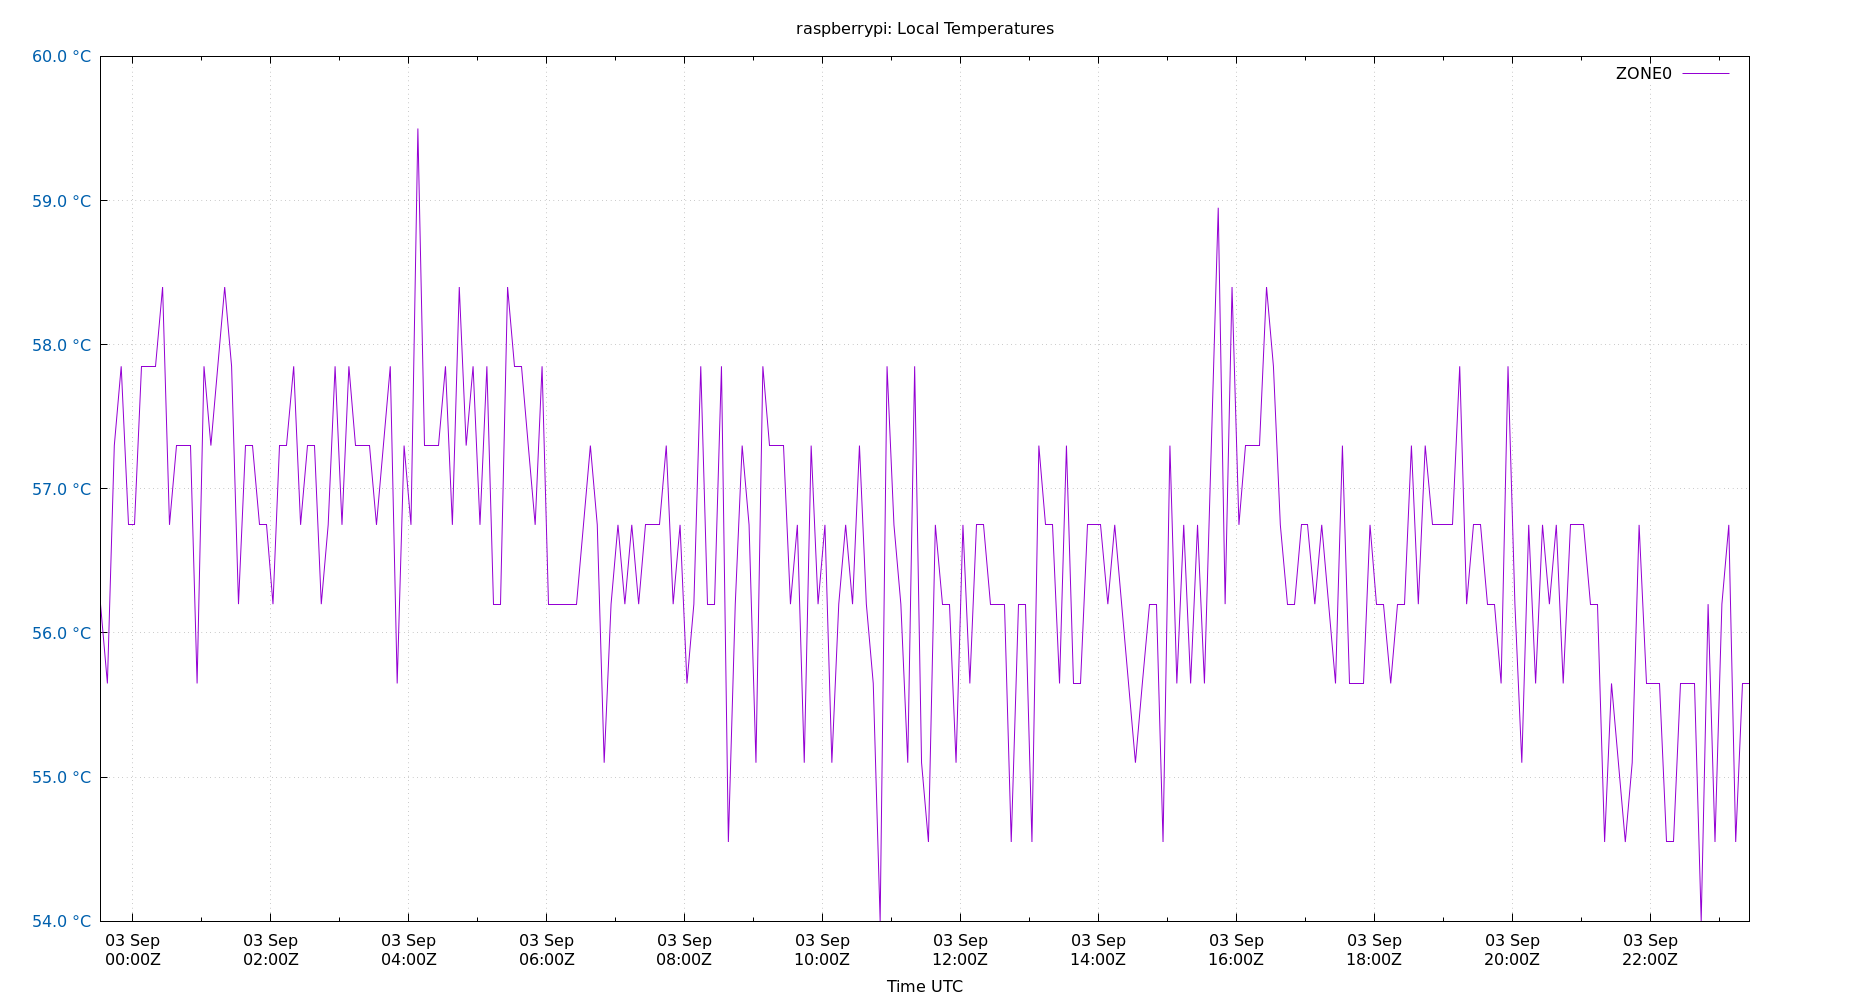 raspberrypi: Local Temperatures
60.0 °C
ZONE0
59.0 °C
58.0 °C
57.0 °C
56.0 °C
55.0 °C
54.0 °C
03 Sep 03 Sep 03 Sep 03 Sep 03 Sep 03 Sep 03 Sep 03 Sep 03 Sep 03 Sep 03 Sep 03 Sep
00:00Z 02:00Z 04:00Z 06:00Z 08:00Z 10:00Z 12:00Z 14:00Z 16:00Z 18:00Z 20:00Z 22:00Z
Time UTC